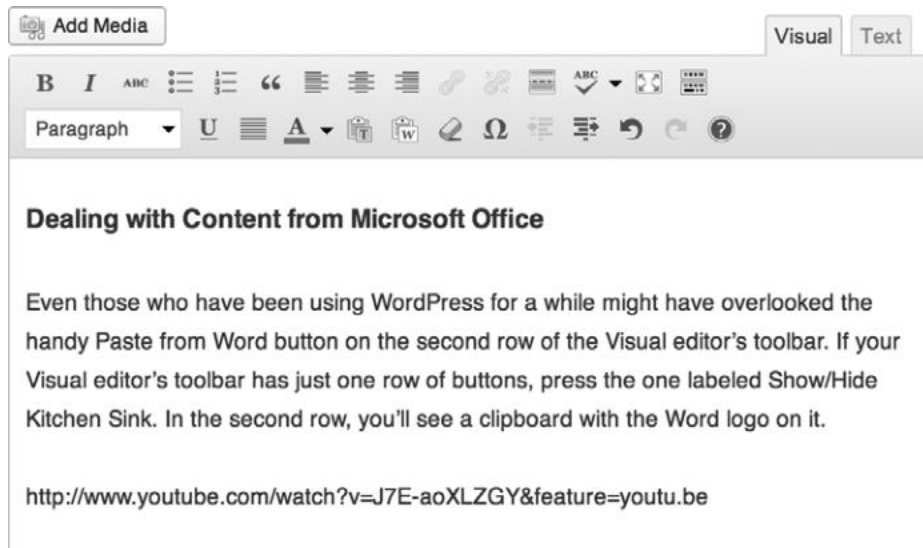 Add Media
Visual Text
B I ABC “ ABC
Paragraph U A T W Ω ?
Dealing with Content from Microsoft Office
Even those who have been using WordPress for a while might have overlooked the
handy Paste from Word button on the second row of the Visual editor’s toolbar. If your
Visual editor’s toolbar has just one row of buttons, press the one labeled Show/Hide
Kitchen Sink. In the second row, you’ll see a clipboard with the Word logo on it.
http://www.youtube.com/watch?v=J7E-aoXLZGY&feature=youtu.be